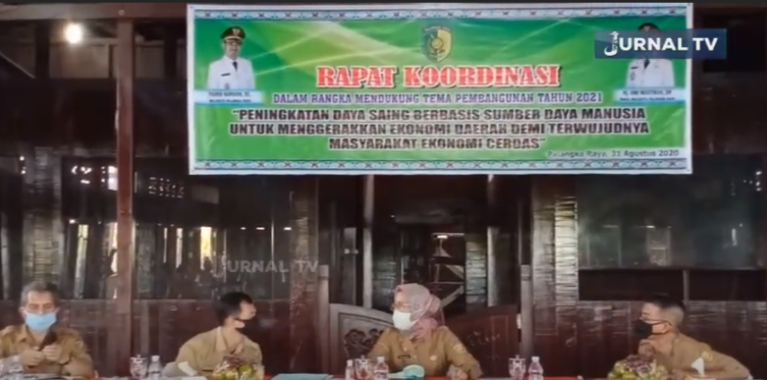 JURNAL TV
RAPAT KOORDINASI
DALAM RANGKA MENDUKUNG TEMA PEMBANGUNAN TAHUN 2021
"PENINGKATAN DAYA SAING BERBASIS SUMBER DAYA MANUSIA
UNTUK MENGGERAKKAN EKONOMI DAERAH DEMI TERWUJUDNYA
MASYARAKAT EKONOMI CERDAS"
Palangka Raya, 31 Agustus 2020
JURNAL TV